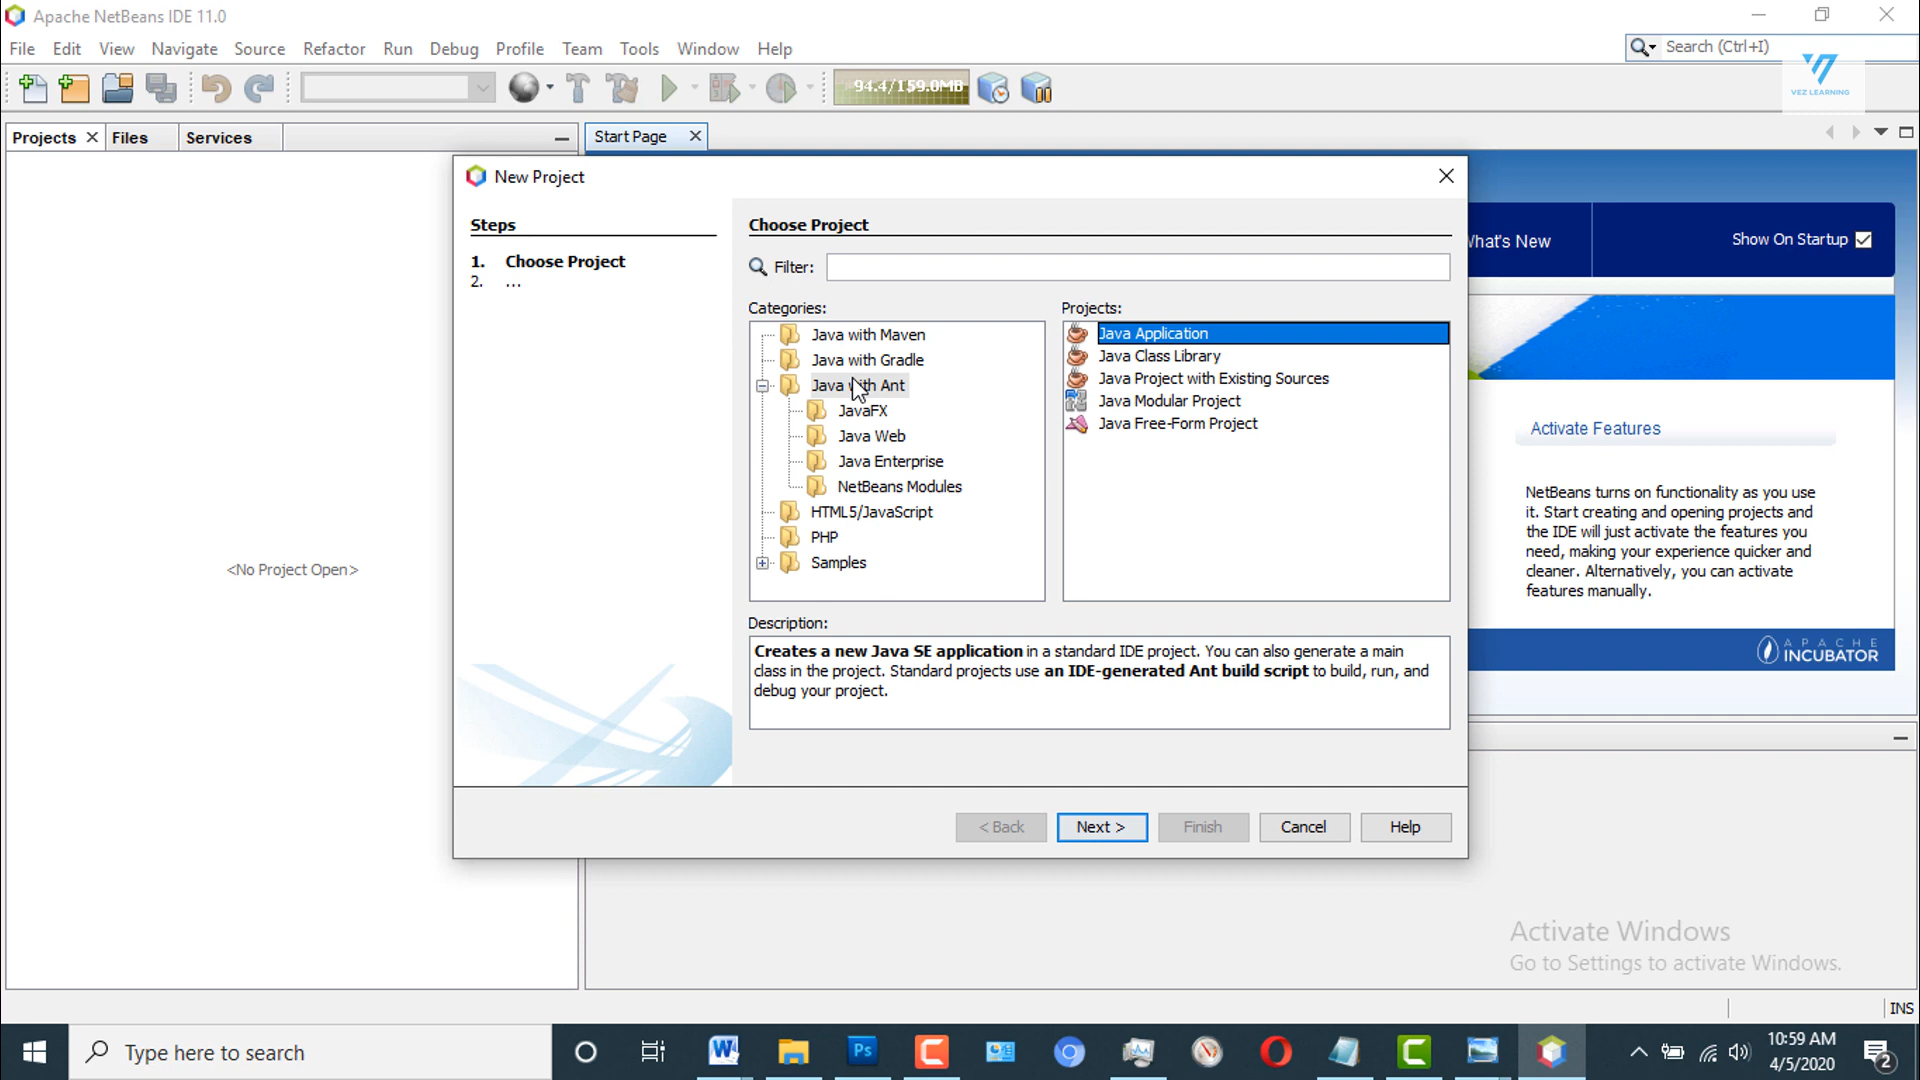 Apache NetBeans IDE 11.0
File Edit View Navigate Source Refactor Run Debug Profile Team Tools Window Help
Search (Ctrl+I)
94.4/159.0MB
VEZ LEARNING
Projects Files Services
Start Page
New Project
Steps
1. Choose Project
2. ...
Choose Project
Filter:
Categories:
Java with Maven
Java with Gradle
Java with Ant
JavaFX
Java Web
Java Enterprise
NetBeans Modules
HTML5/JavaScript
PHP
Samples
Projects:
Java Application
Java Class Library
Java Project with Existing Sources
Java Modular Project
Java Free-Form Project
Description:
Creates a new Java SE application in a standard IDE project. You can also generate a main
class in the project. Standard projects use an IDE-generated Ant build script to build, run, and
debug your project.
< Back Next > Finish Cancel Help
<No Project Open>
What's New
Show On Startup
Activate Features
NetBeans turns on functionality as you use
it. Start creating and opening projects and
the IDE will just activate the features you
need, making your experience quicker and
cleaner. Alternatively, you can activate
features manually.
APACHE
INCUBATOR
Activate Windows
Go to Settings to activate Windows.
INS
Type here to search
W
Ps
10:59 AM
4/5/2020
2